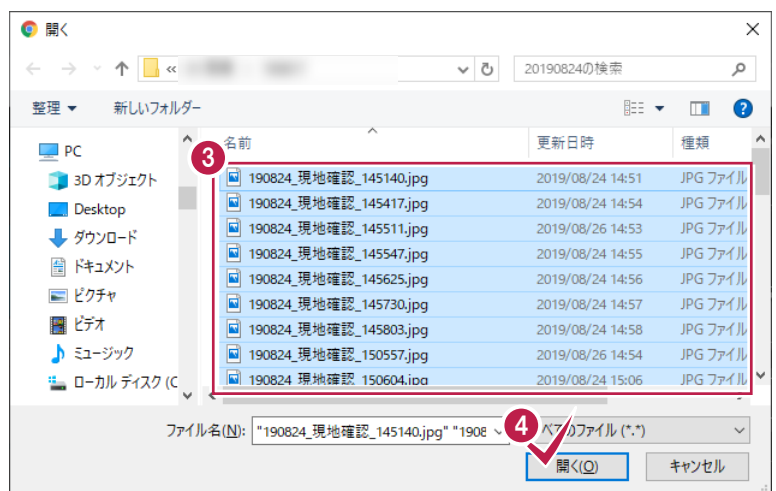 開く
«
20190824の検索
整理 新しいフォルダー
名前 更新日時 種類
3
PC
3D オブジェクト
Desktop
ダウンロード
ドキュメント
ピクチャ
ビデオ
ミュージック
ローカル ディスク (C
190824_現地確認_145140.jpg 2019/08/24 14:51 JPG ファイル
190824_現地確認_145417.jpg 2019/08/24 14:54 JPG ファイル
190824_現地確認_145511.jpg 2019/08/26 14:53 JPG ファイル
190824_現地確認_145547.jpg 2019/08/24 14:55 JPG ファイル
190824_現地確認_145625.jpg 2019/08/24 14:56 JPG ファイル
190824_現地確認_145730.jpg 2019/08/24 14:57 JPG ファイル
190824_現地確認_145803.jpg 2019/08/24 14:58 JPG ファイル
190824_現地確認_150557.jpg 2019/08/26 14:54 JPG ファイル
190824_現地確認_150604.jpg 2019/08/24 15:06 JPG ファイル
ファイル名(N): "190824_現地確認_145140.jpg" "1908 4 べてのファイル (*.*)
開く(O) キャンセル